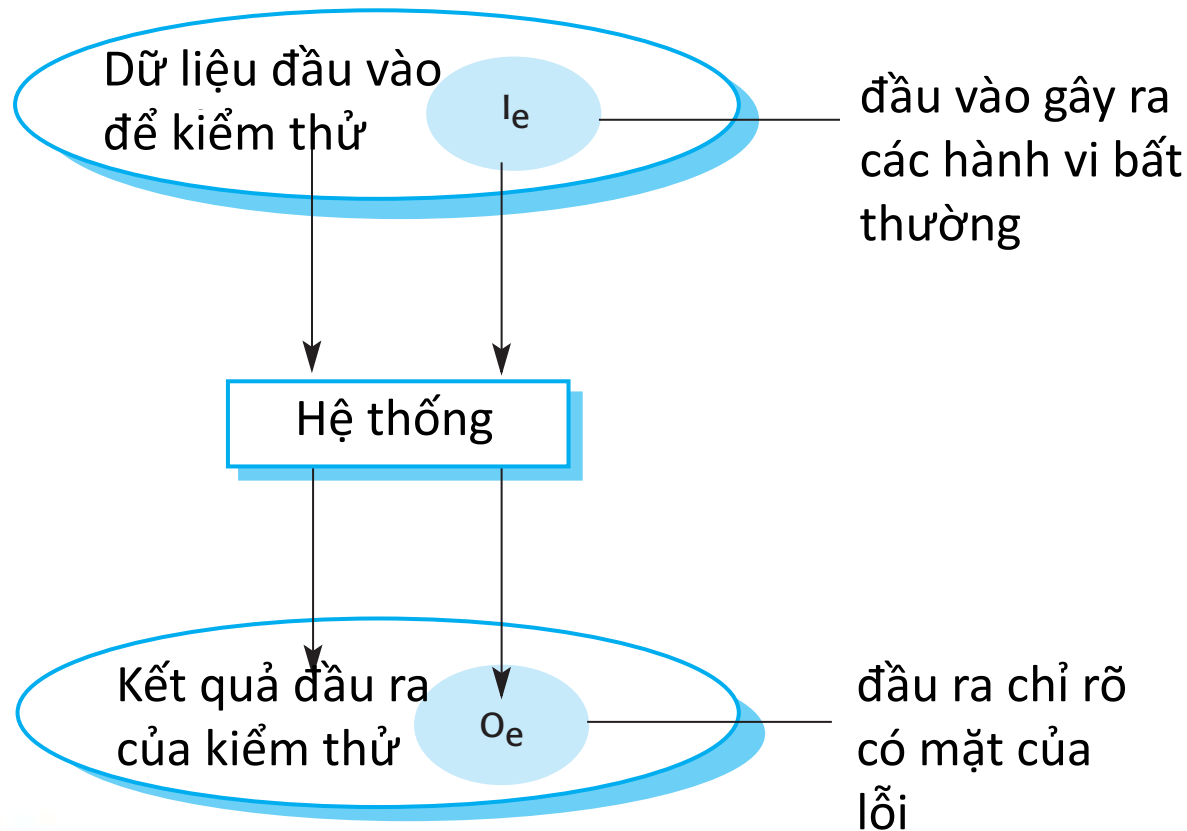 Dữ liệu đầu vào
để kiểm thử
Ie
đầu vào gây ra
các hành vi bất
thường
Hệ thống
Kết quả đầu ra
của kiểm thử
Oe
đầu ra chỉ rõ
có mặt của
lỗi